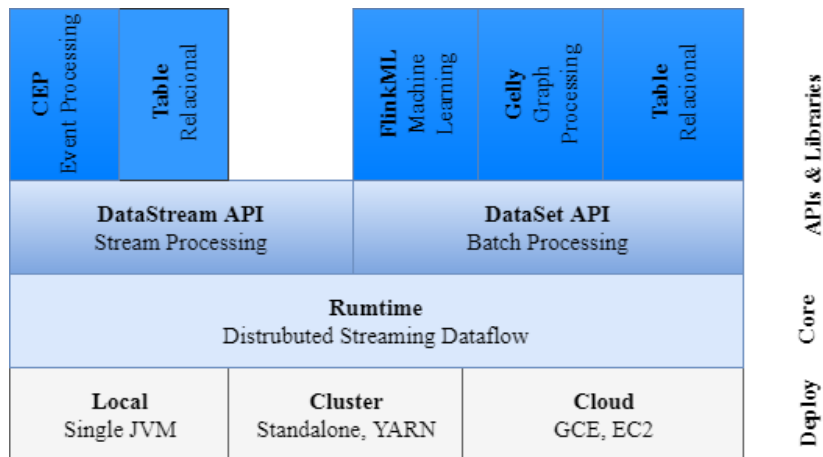 CEP
Event Processing
Table
Relacional
FlinkML
Machine
Learning
Gelly
Graph
Processing
Table
Relacional
APIs & Libraries
DataStream API
Stream Processing
DataSet API
Batch Processing
Rumtime
Distrubuted Streaming Dataflow
Core
Local
Single JVM
Cluster
Standalone, YARN
Cloud
GCE, EC2
Deploy